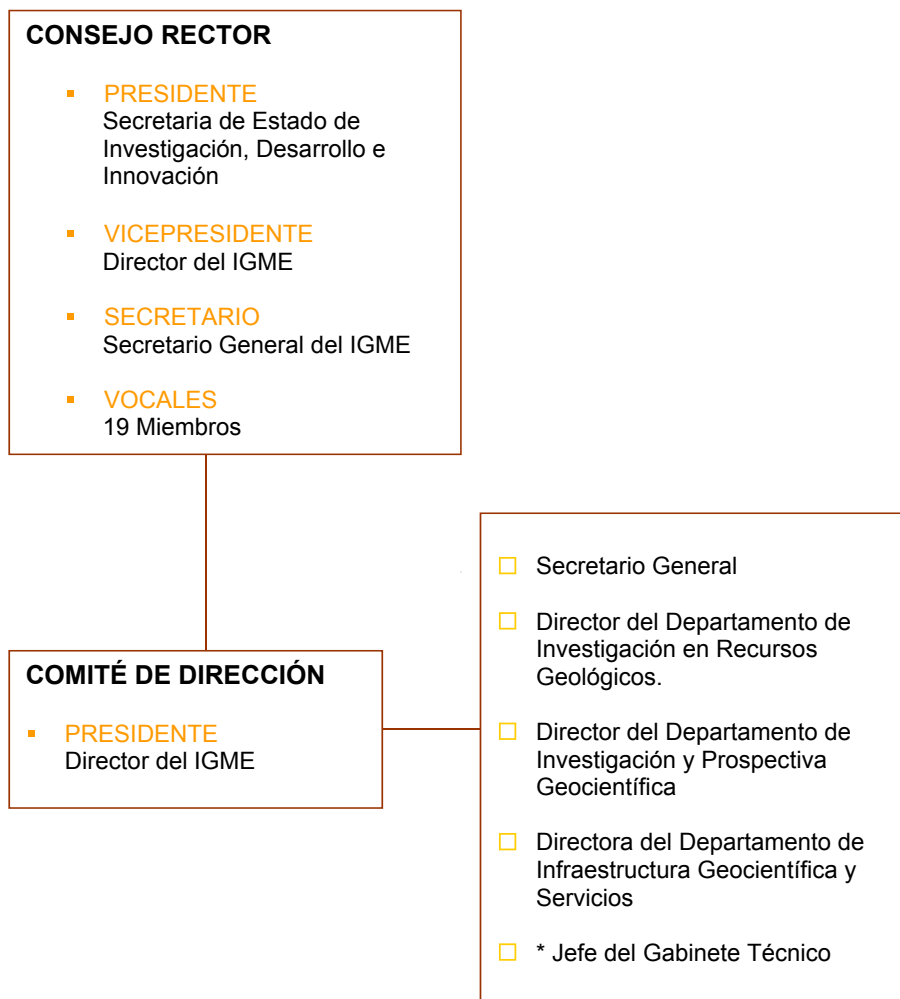 CONSEJO RECTOR
▪ PRESIDENTE
Secretaria de Estado de
Investigación, Desarrollo e
Innovación
▪ VICEPRESIDENTE
Director del IGME
▪ SECRETARIO
Secretario General del IGME
▪ VOCALES
19 Miembros
COMITÉ DE DIRECCIÓN
▪ PRESIDENTE
Director del IGME
□ Secretario General
□ Director del Departamento de
Investigación en Recursos
Geológicos.
□ Director del Departamento de
Investigación y Prospectiva
Geocientífica
□ Directora del Departamento de
Infraestructura Geocientífica y
Servicios
□ * Jefe del Gabinete Técnico